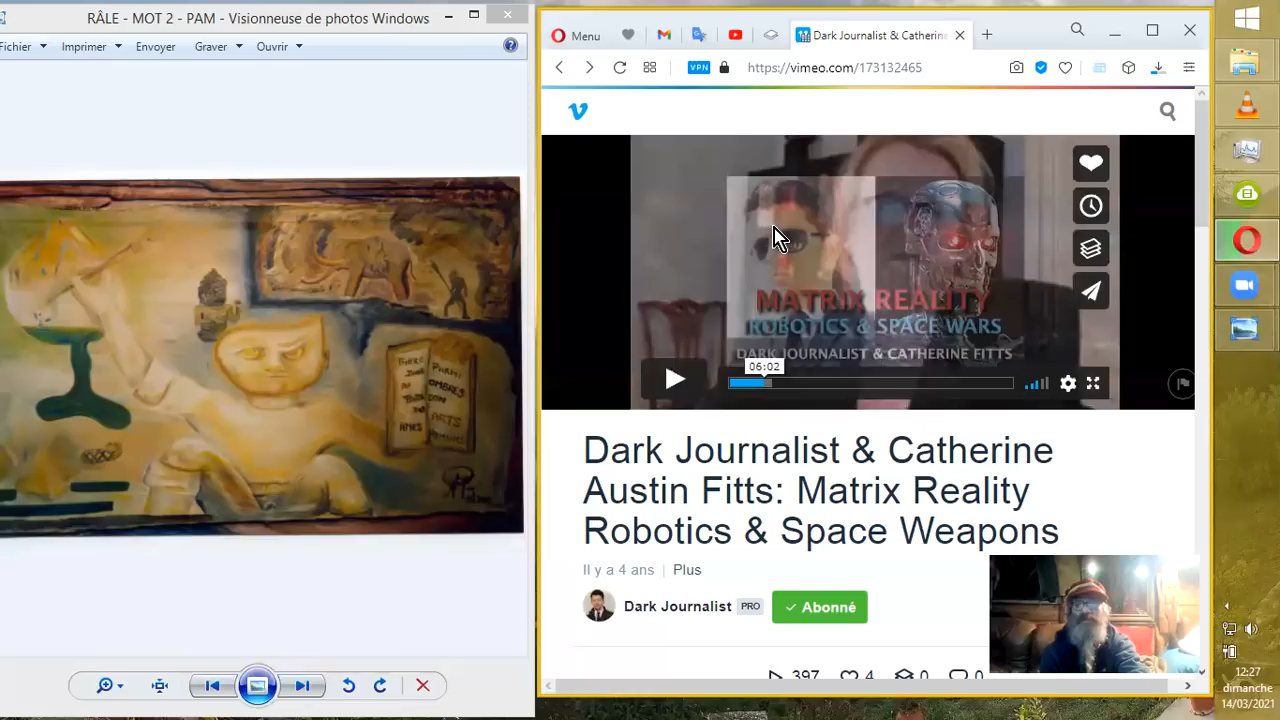 RÂLE - MOT 2 - PAM - Visionneuse de photos Windows
Fichier Imprimer Envoyer Graver Ouvrir
Menu
Dark Journalist & Catherine
VPN
https://vimeo.com/173132465
MATRIX REALITY
ROBOTICS & SPACE WARS
DARK JOURNALIST & CATHERINE FITTS
06:02
Dark Journalist & Catherine
Austin Fitts: Matrix Reality
Robotics & Space Weapons
Il y a 4 ans Plus
Dark Journalist PRO Abonné
397 4 0 0
ARTS
AMES
12:27
dimanche
14/03/2021